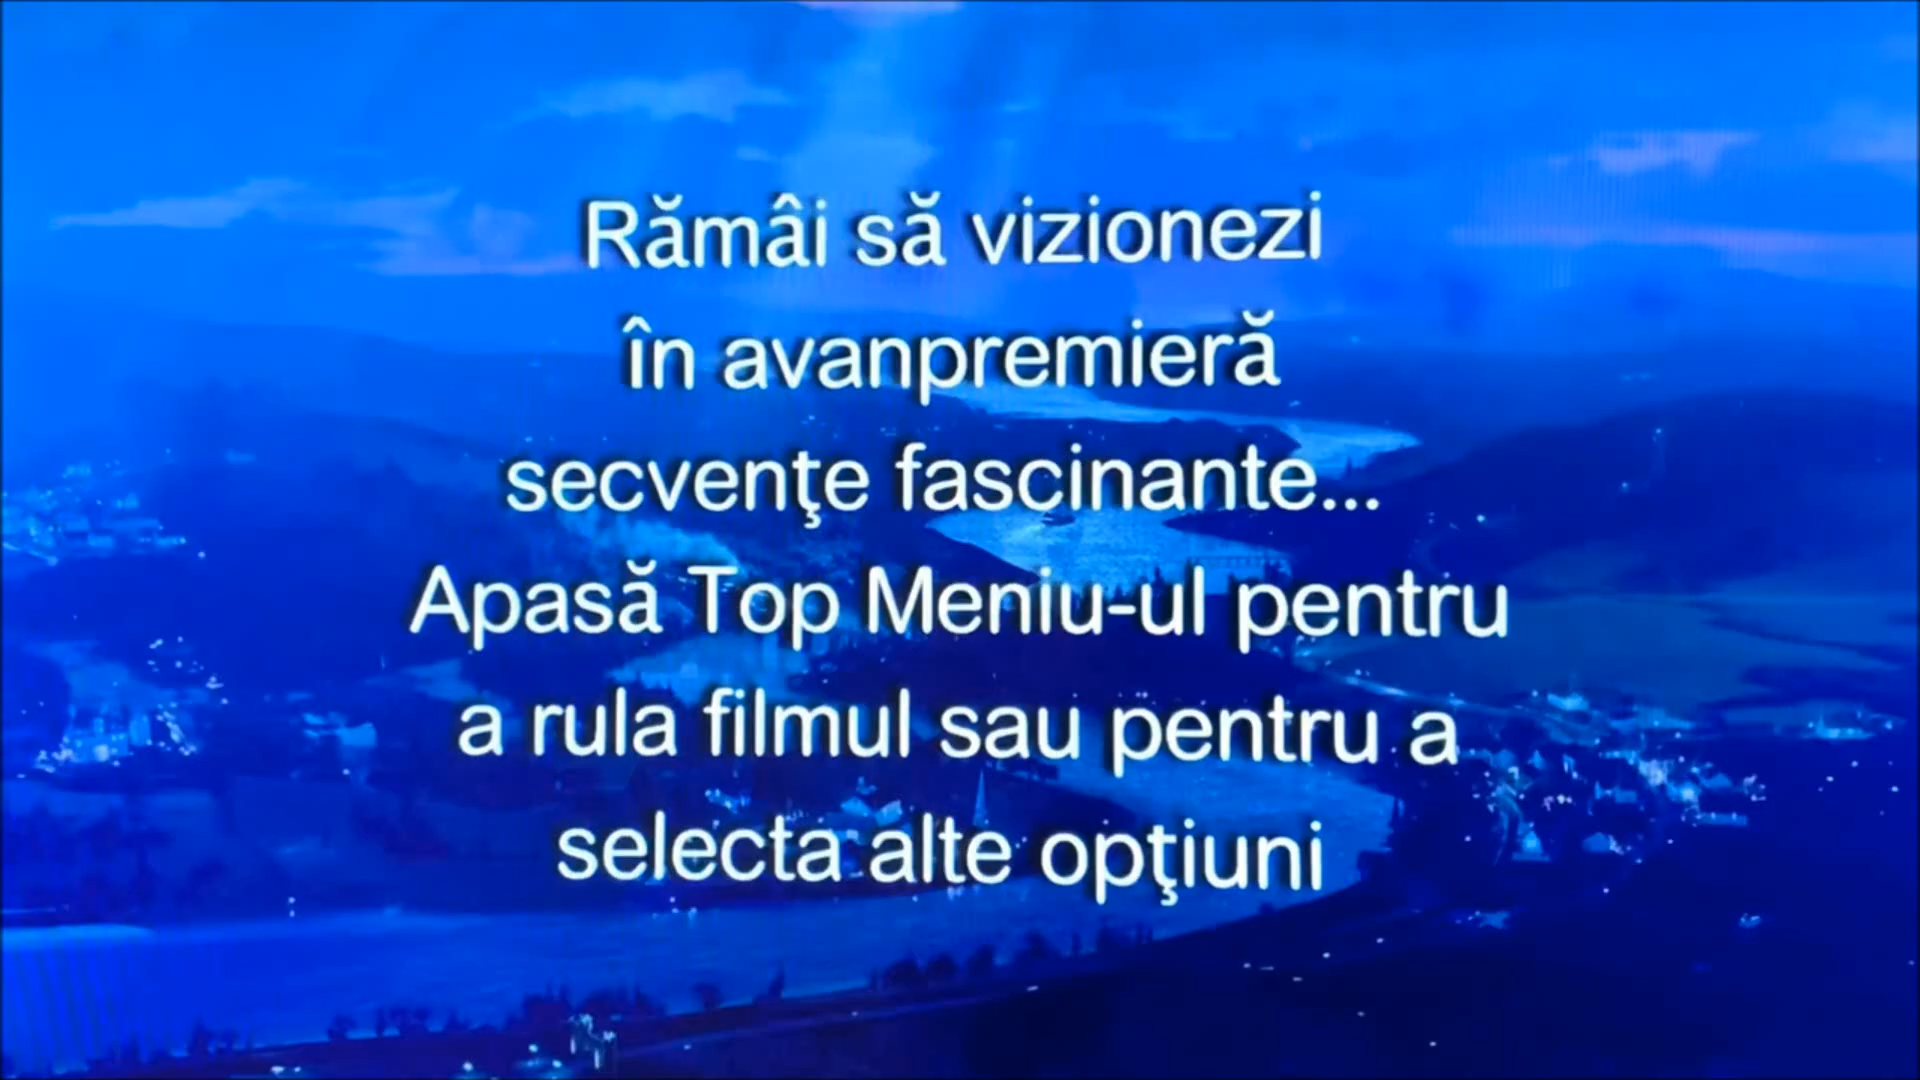 Rămâi să vizionezi
în avanpremieră
secvenţe fascinante...
Apasă Top Meniu-ul pentru
a rula filmul sau pentru a
selecta alte opţiuni